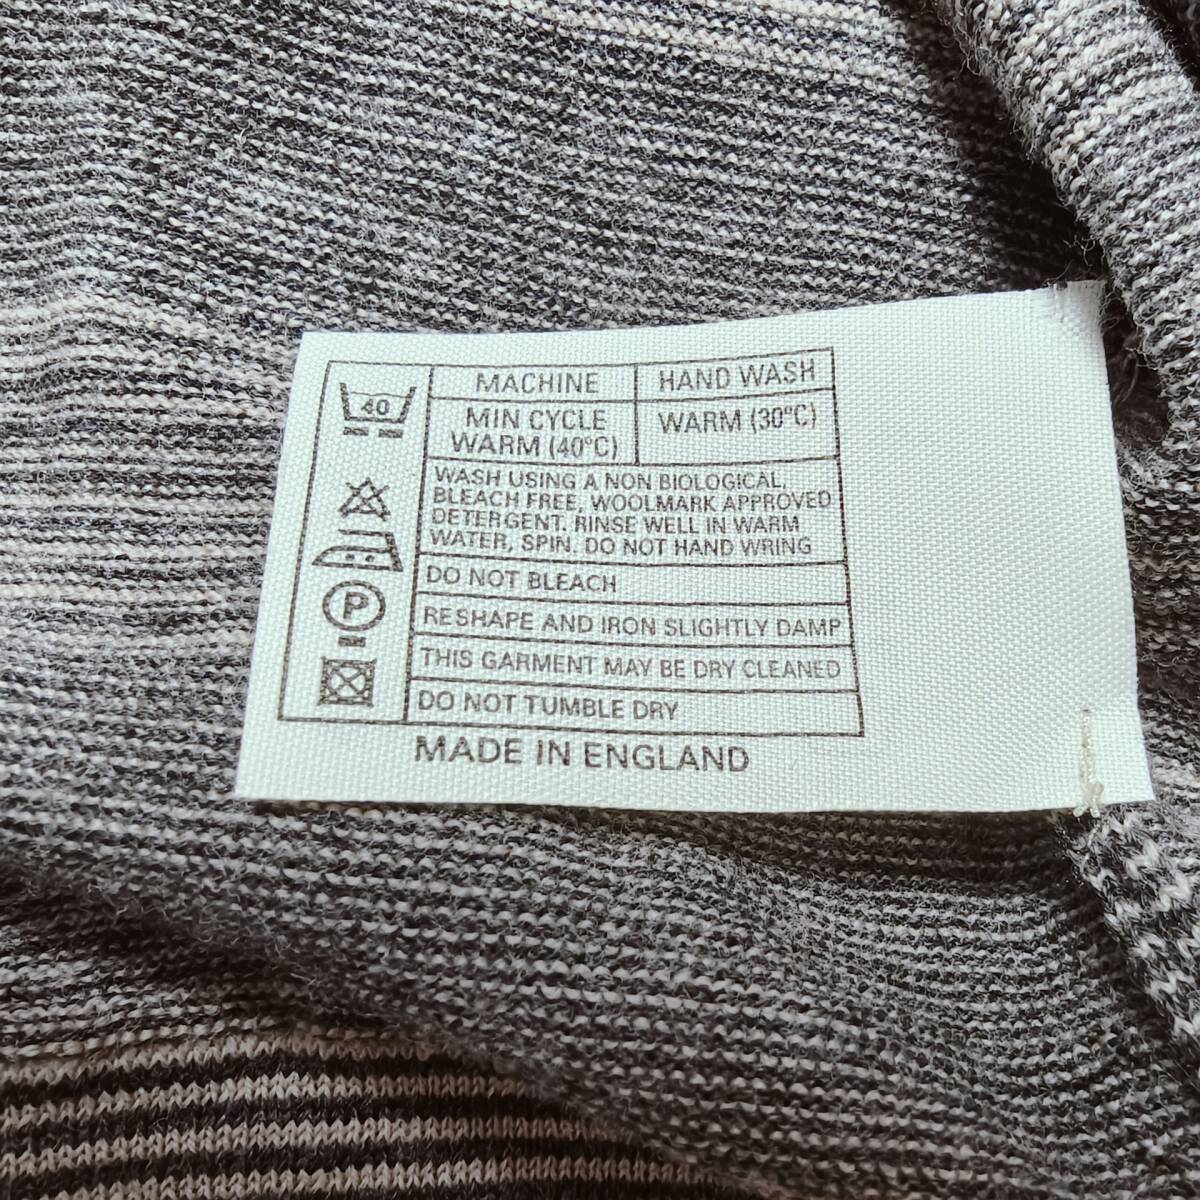 40
MACHINE HAND WASH
MIN CYCLE WARM (30°C)
WARM (40°C)
WASH USING A NON BIOLOGICAL,
BLEACH FREE, WOOLMARK APPROVED
DETERGENT. RINSE WELL IN WARM
WATER, SPIN. DO NOT HAND WRING
DO NOT BLEACH
P
RESHAPE AND IRON SLIGHTLY DAMP
THIS GARMENT MAY BE DRY CLEANED
DO NOT TUMBLE DRY
MADE IN ENGLAND